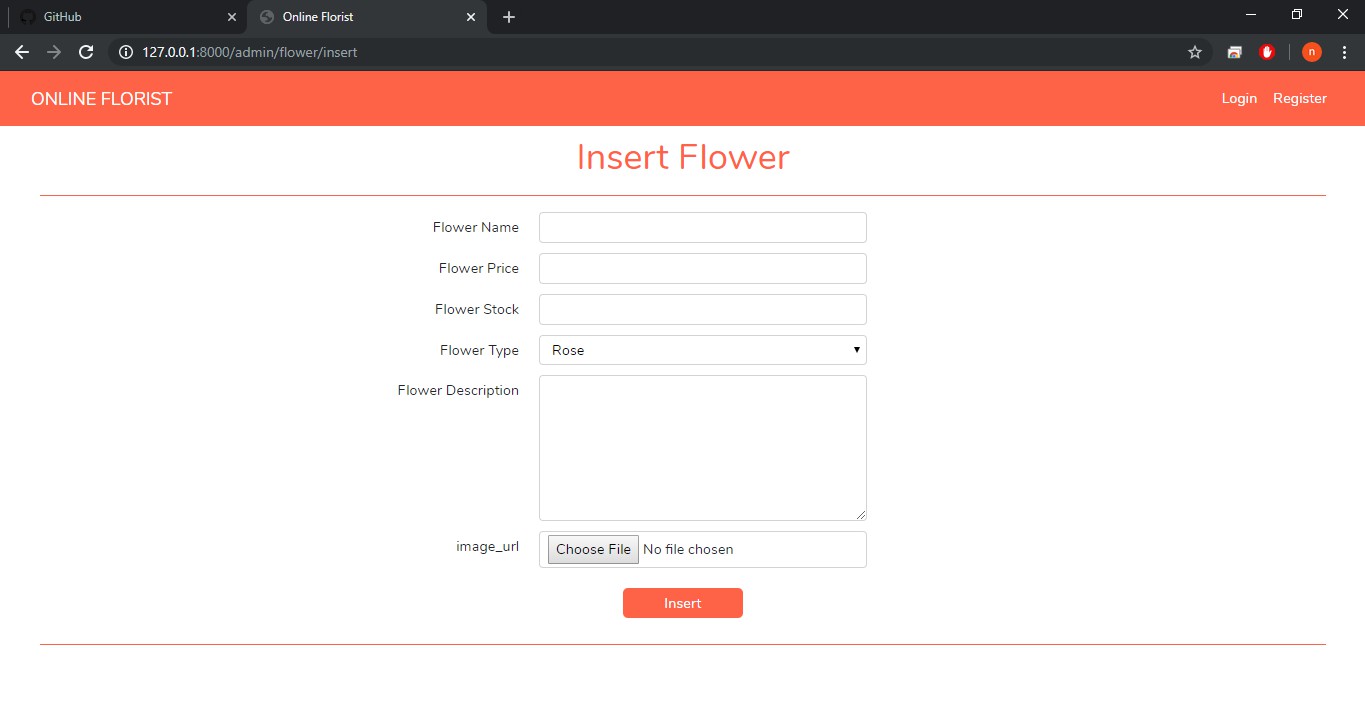 GitHub
Online Florist
127.0.0.1:8000/admin/flower/insert
n
ONLINE FLORIST
Login Register
Insert Flower
Flower Name
Flower Price
Flower Stock
Flower Type Rose
Flower Description
image_url Choose File No file chosen
Insert